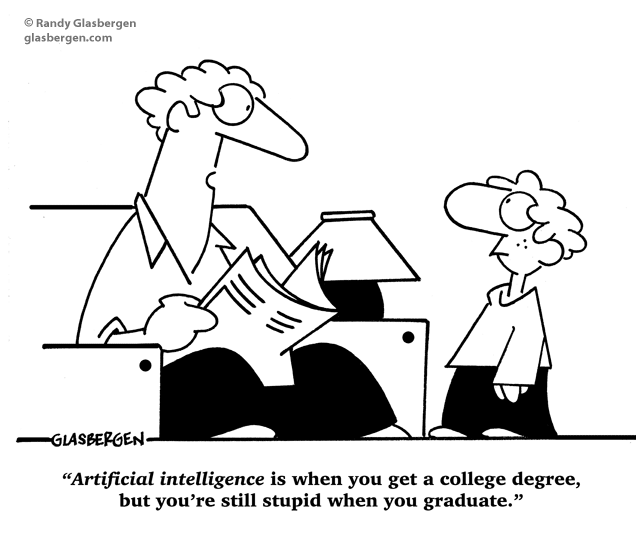 © Randy Glasbergen
glasbergen.com
GLASBERGEN
“Artificial intelligence is when you get a college degree,
but you’re still stupid when you graduate.”